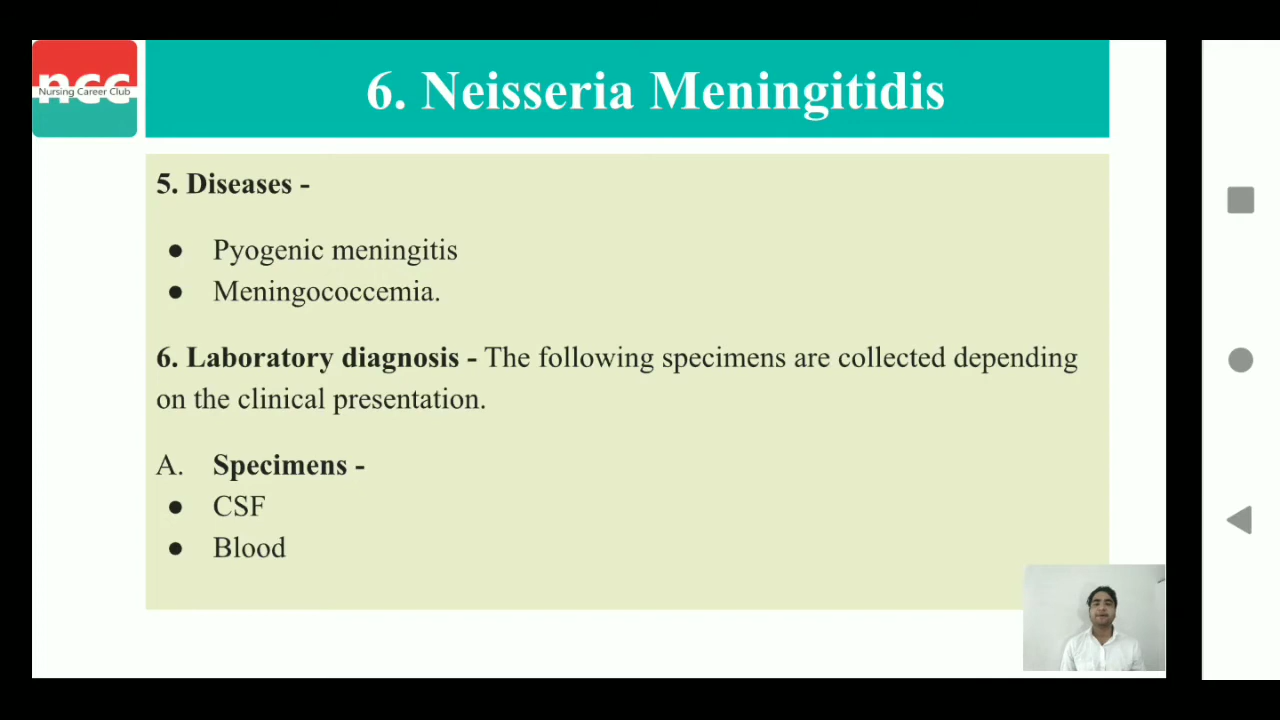 ncc
Nursing Career Club
6. Neisseria Meningitidis
5. Diseases -
● Pyogenic meningitis
● Meningococcemia.
6. Laboratory diagnosis - The following specimens are collected depending
on the clinical presentation.
A. Specimens -
● CSF
● Blood